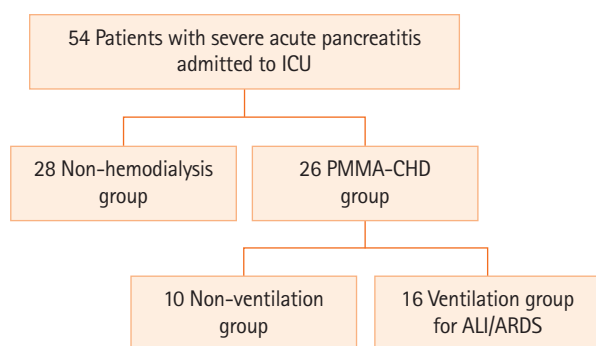 54 Patients with severe acute pancreatitis
admitted to ICU
28 Non-hemodialysis
group
26 PMMA-CHD
group
10 Non-ventilation
group
16 Ventilation group
for ALI/ARDS